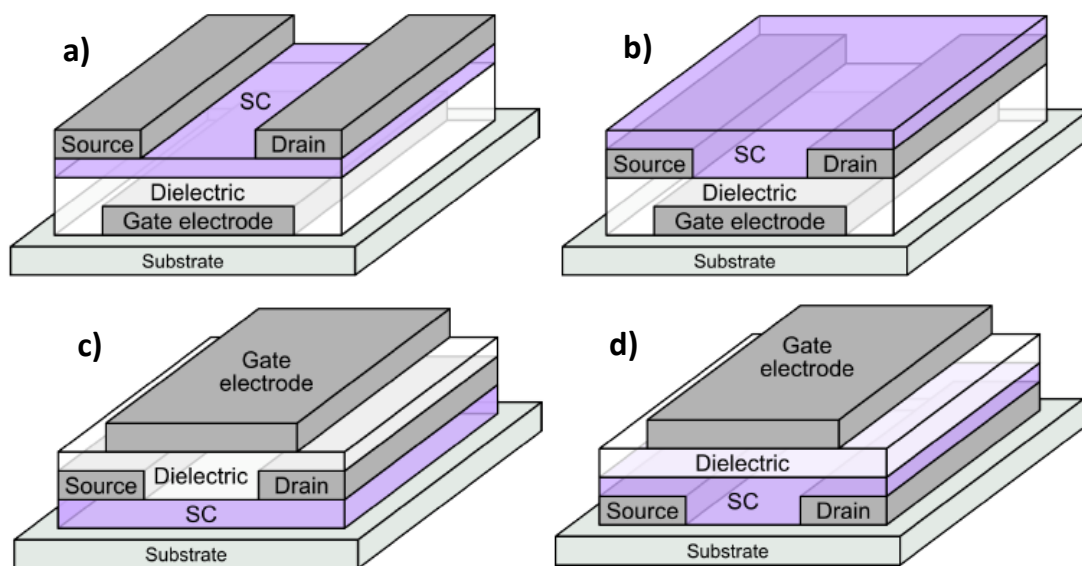 a)
SC
Source
Drain
Dielectric
Gate electrode
Substrate
b)
SC
Source
Drain
Dielectric
Gate electrode
Substrate
c)
Gate
electrode
Dielectric
Source
Drain
SC
Substrate
d)
Gate
electrode
Dielectric
Source
SC
Drain
Substrate